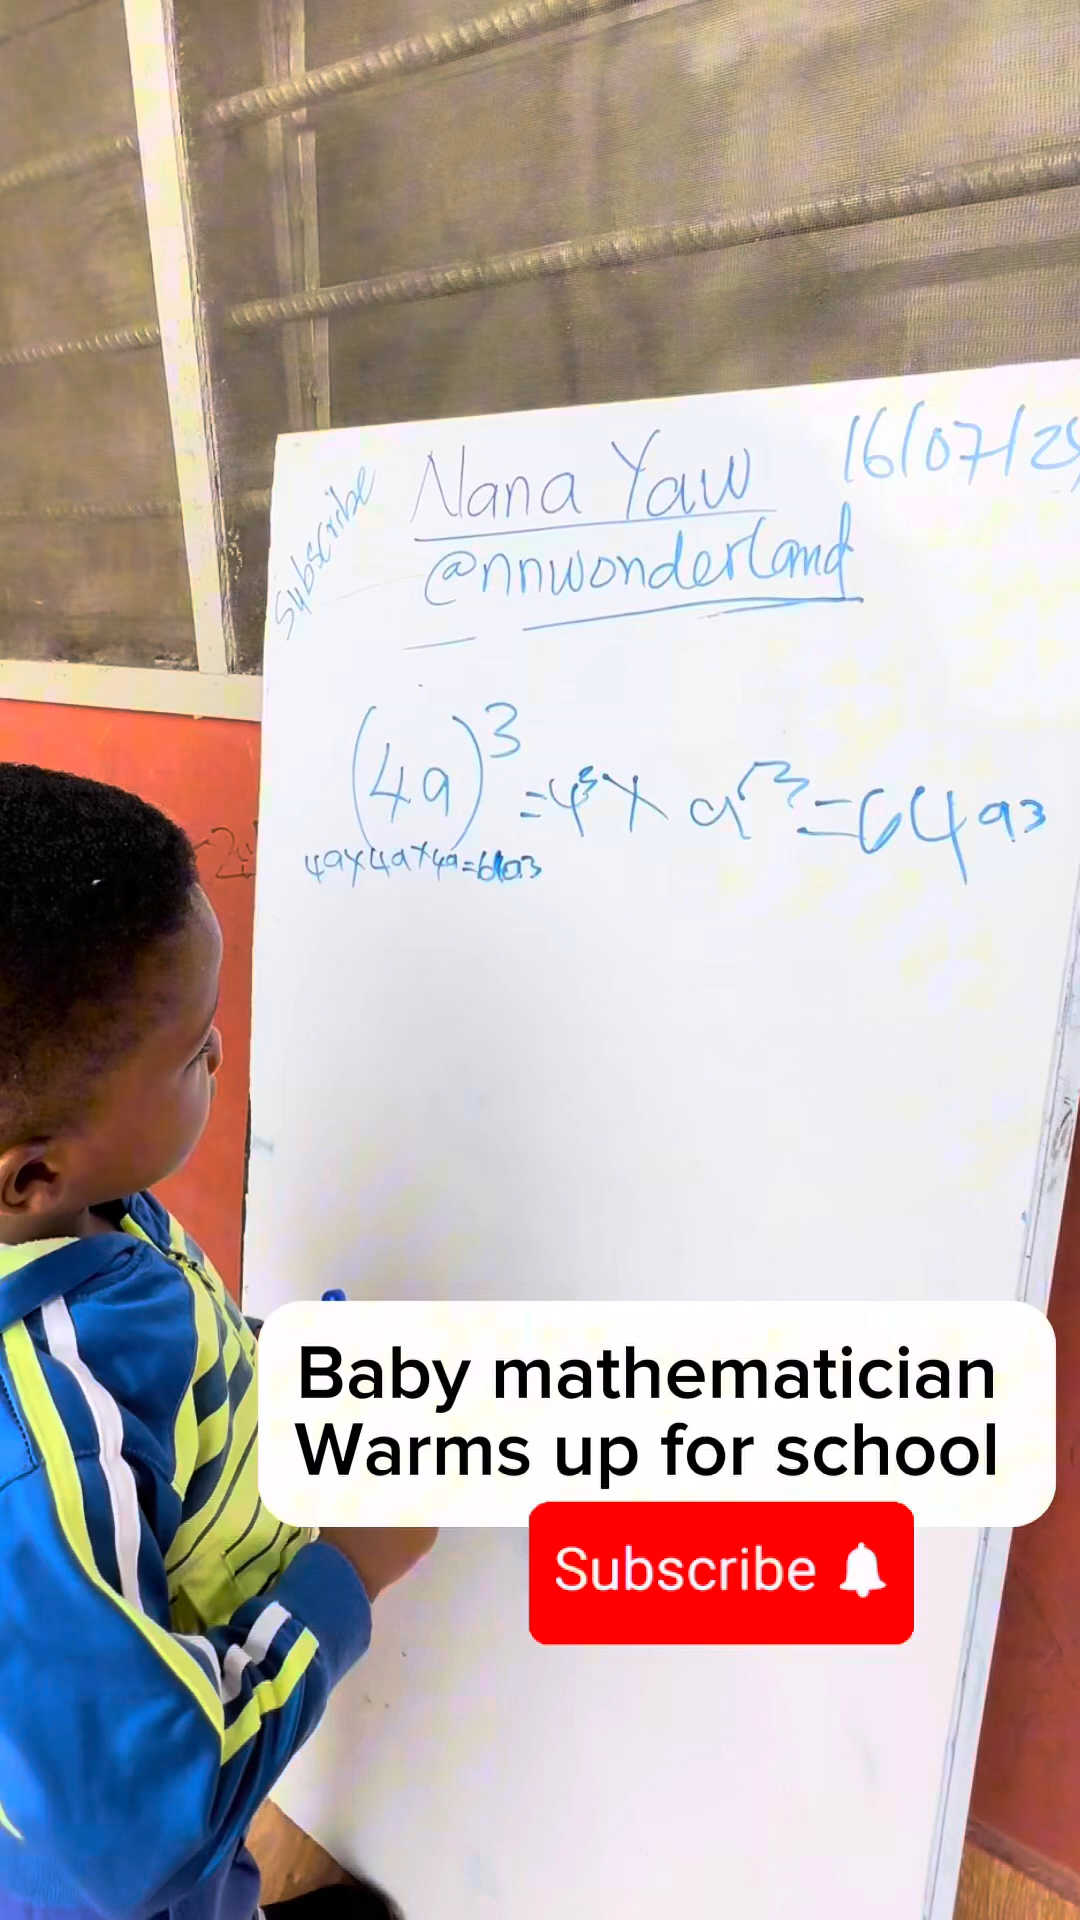 Subscribe
Nana Yaw
16/07/25
@nnwonderland
(4a)³ = 4³ × a³ = 64a3
4a×4a×4a=64a3
Baby mathematician
Warms up for school
Subscribe